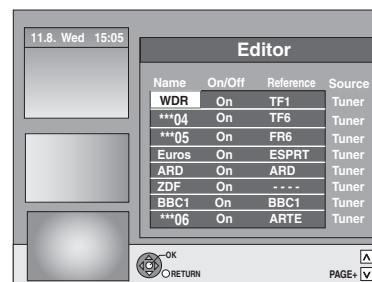 11.8. Wed 15:05
Editor
Name On/Off Reference Source
WDR On TF1 Tuner
***04 On TF6 Tuner
***05 On FR6 Tuner
Euros On ESPRT Tuner
ARD On ARD Tuner
ZDF On ---- Tuner
BBC1 On BBC1 Tuner
***06 On ARTE Tuner
OK
RETURN
PAGE+